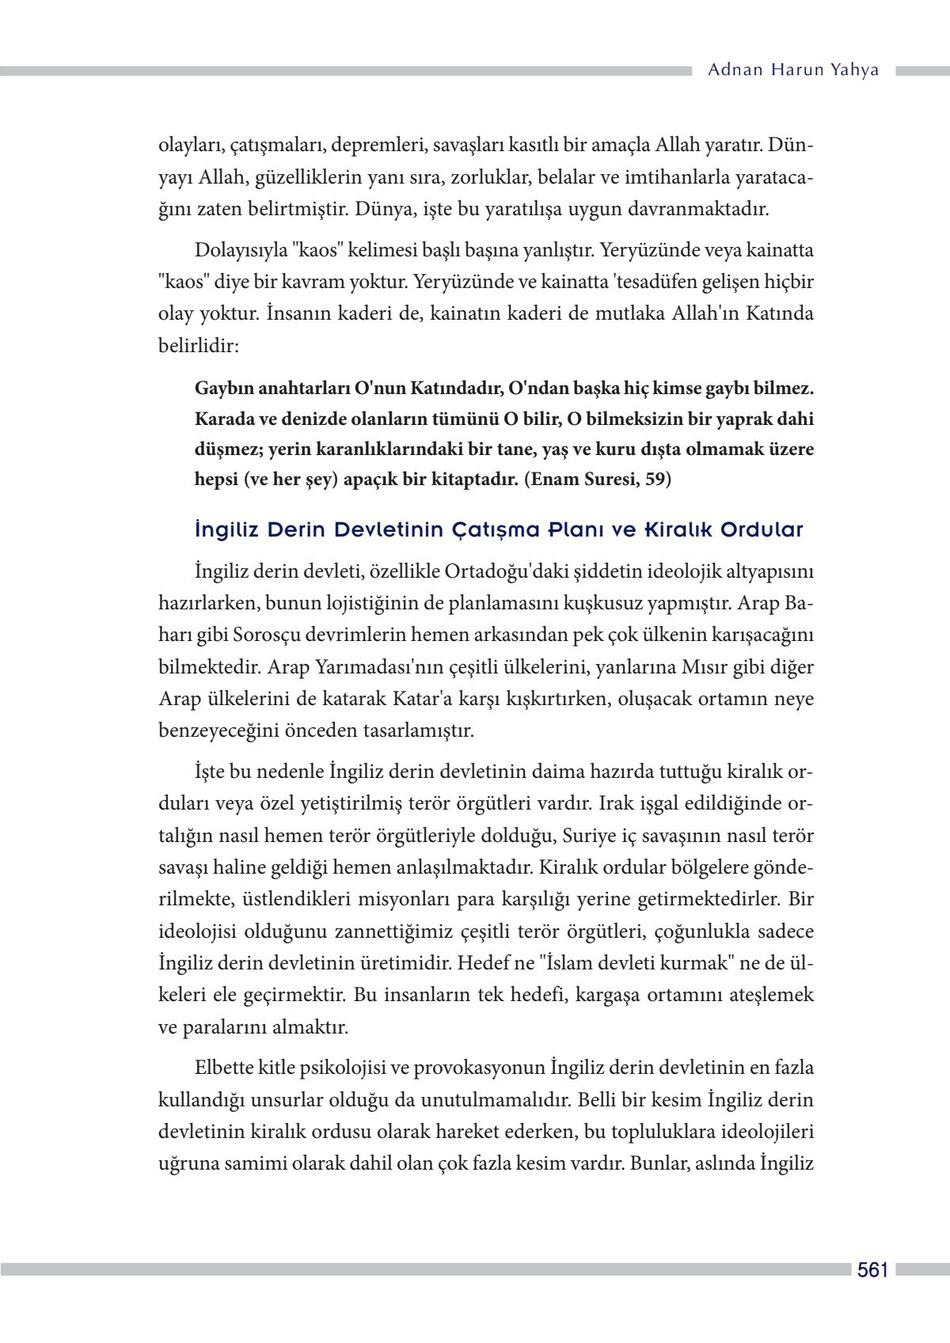 Adnan Harun Yahya
olayları, çatışmaları, depremleri, savaşları kasıtlı bir amaçla Allah yaratır. Dün-
yayı Allah, güzelliklerin yanı sıra, zorluklar, belalar ve imtihanlarla yarataca-
ğını zaten belirtmiştir. Dünya, işte bu yaratılışa uygun davranmaktadır.
Dolayısıyla "kaos" kelimesi başlı başına yanlıştır. Yeryüzünde veya kainatta
"kaos" diye bir kavram yoktur. Yeryüzünde ve kainatta 'tesadüfen gelişen hiçbir
olay yoktur. İnsanın kaderi de, kainatın kaderi de mutlaka Allah'ın Katında
belirlidir:
Gaybın anahtarları O'nun Katındadır, O'ndan başka hiç kimse gaybı bilmez.
Karada ve denizde olanların tümünü O bilir, O bilmeksizin bir yaprak dahi
düşmez; yerin karanlıklarındaki bir tane, yaş ve kuru dışta olmamak üzere
hepsi (ve her şey) apaçık bir kitaptadır. (Enam Suresi, 59)
İngiliz Derin Devletinin Çatışma Planı ve Kiralık Ordular
İngiliz derin devleti, özellikle Ortadoğu'daki şiddetin ideolojik altyapısını
hazırlarken, bunun lojistiğinin de planlamasını kuşkusuz yapmıştır. Arap Ba-
harı gibi Sorosçu devrimlerin hemen arkasından pek çok ülkenin karışacağını
bilmektedir. Arap Yarımadası'nın çeşitli ülkelerini, yanlarına Mısır gibi diğer
Arap ülkelerini de katarak Katar'a karşı kışkırtırken, oluşacak ortamın neye
benzeyeceğini önceden tasarlamıştır.
İşte bu nedenle İngiliz derin devletinin daima hazırda tuttuğu kiralık or-
duları veya özel yetiştirilmiş terör örgütleri vardır. Irak işgal edildiğinde or-
talığın nasıl hemen terör örgütleriyle dolduğu, Suriye iç savaşının nasıl terör
savaşı haline geldiği hemen anlaşılmaktadır. Kiralık ordular bölgelere gönde-
rilmekte, üstlendikleri misyonları para karşılığı yerine getirmektedirler. Bir
ideolojisi olduğunu zannettiğimiz çeşitli terör örgütleri, çoğunlukla sadece
İngiliz derin devletinin üretimidir. Hedef ne "İslam devleti kurmak" ne de ül-
keleri ele geçirmektir. Bu insanların tek hedefi, kargaşa ortamını ateşlemek
ve paralarını almaktır.
Elbette kitle psikolojisi ve provokasyonun İngiliz derin devletinin en fazla
kullandığı unsurlar olduğu da unutulmamalıdır. Belli bir kesim İngiliz derin
devletinin kiralık ordusu olarak hareket ederken, bu topluluklara ideolojileri
uğruna samimi olarak dahil olan çok fazla kesim vardır. Bunlar, aslında İngiliz
561